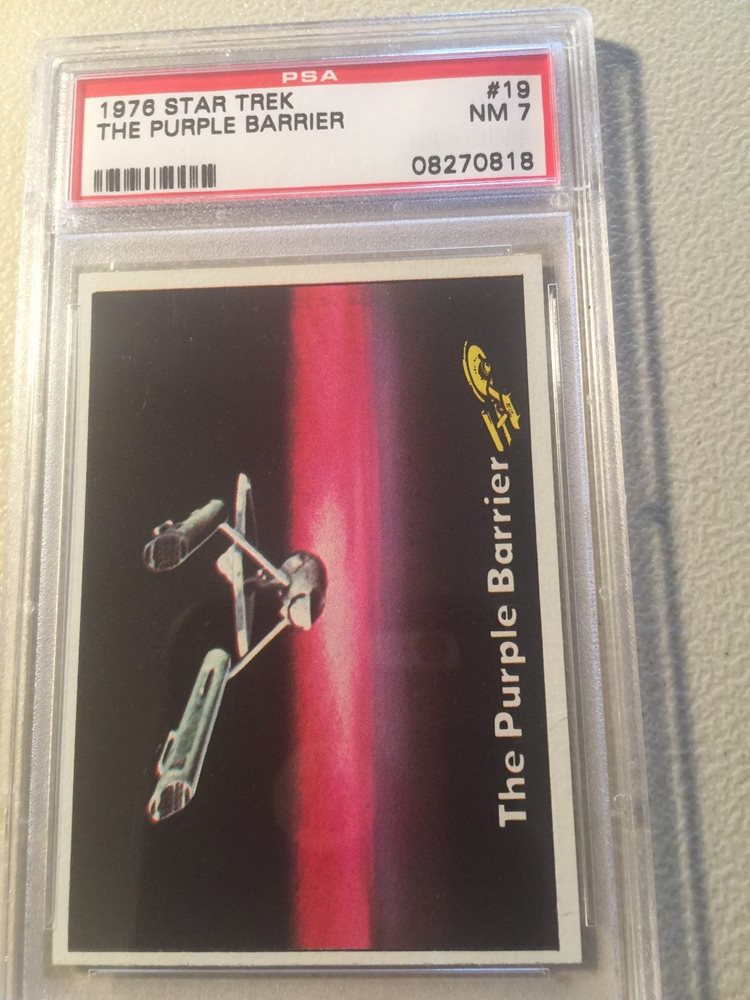 PSA
1976 STAR TREK #19
THE PURPLE BARRIER NM 7
08270818
The Purple Barrier